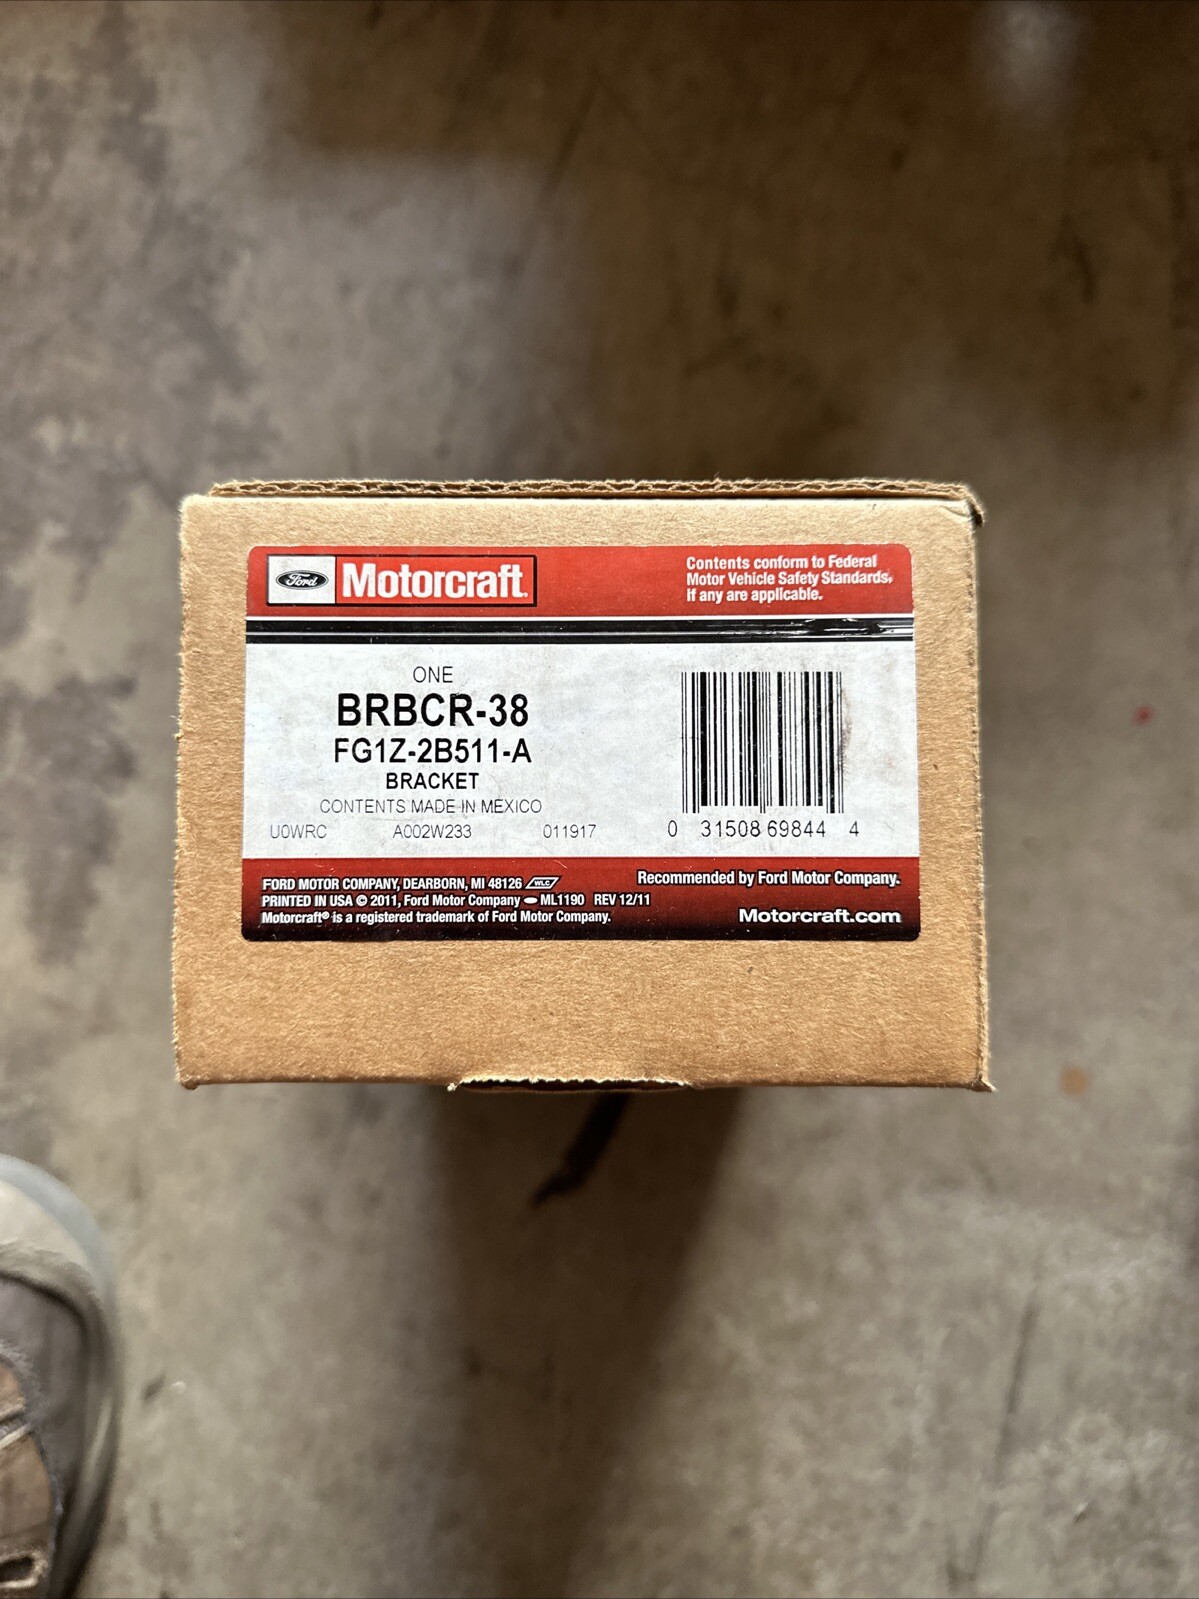 Ford Motorcraft®
Contents conform to Federal
Motor Vehicle Safety Standards,
if any are applicable.
ONE
BRBCR-38
FG1Z-2B511-A
BRACKET
CONTENTS MADE IN MEXICO
U0WRC A002W233 011917
0 31508 69844 4
FORD MOTOR COMPANY, DEARBORN, MI 48126 WLC
PRINTED IN USA © 2011, Ford Motor Company ML1190 REV 12/11
Motorcraft® is a registered trademark of Ford Motor Company.
Recommended by Ford Motor Company.
Motorcraft.com